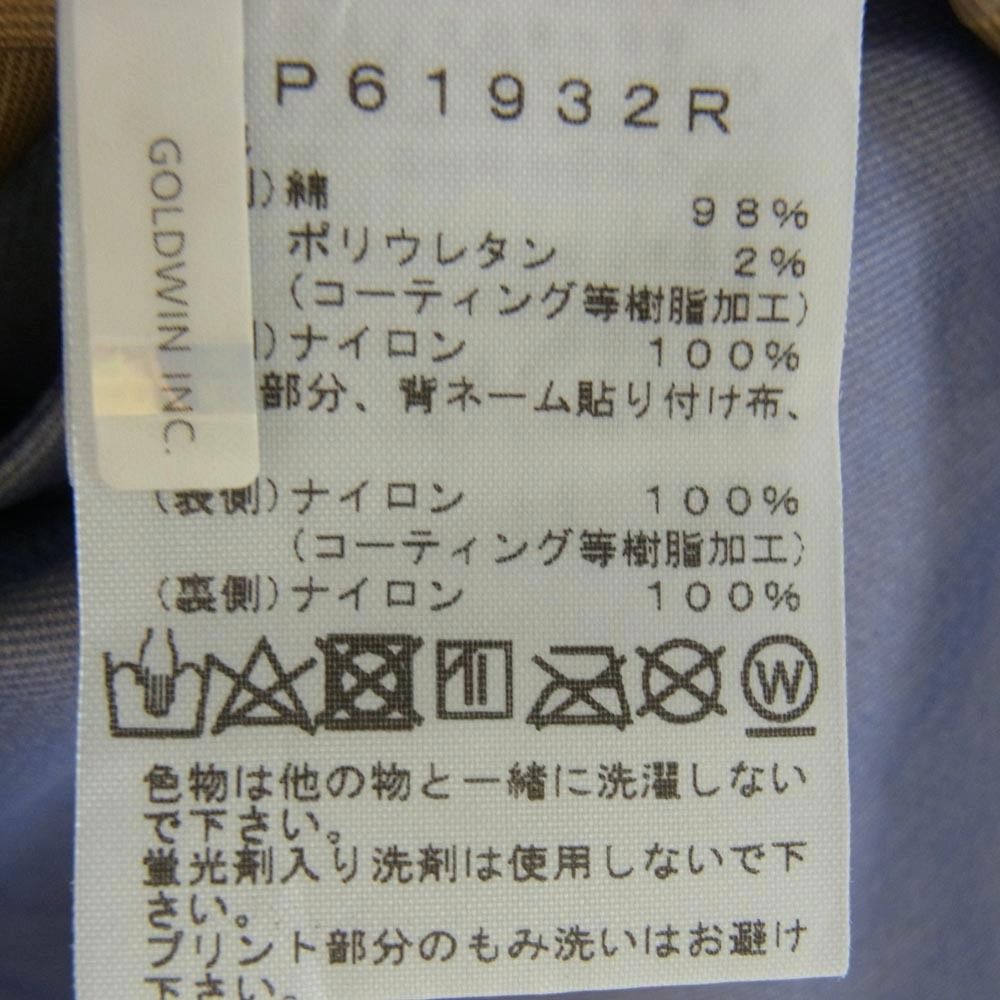 P61932R
GOLDWIN INC.
)綿 98%
ポリウレタン 2%
(コーティング等樹脂加工)
)ナイロン 100%
部分、背ネーム貼り付け布、
(表側)ナイロン 100%
(コーティング等樹脂加工)
(裏側)ナイロン 100%
W
色物は他の物と一緒に洗濯しない
で下さい。
蛍光剤入り洗剤は使用しないで下
さい。
プリント部分のもみ洗いはお避け
下さい。